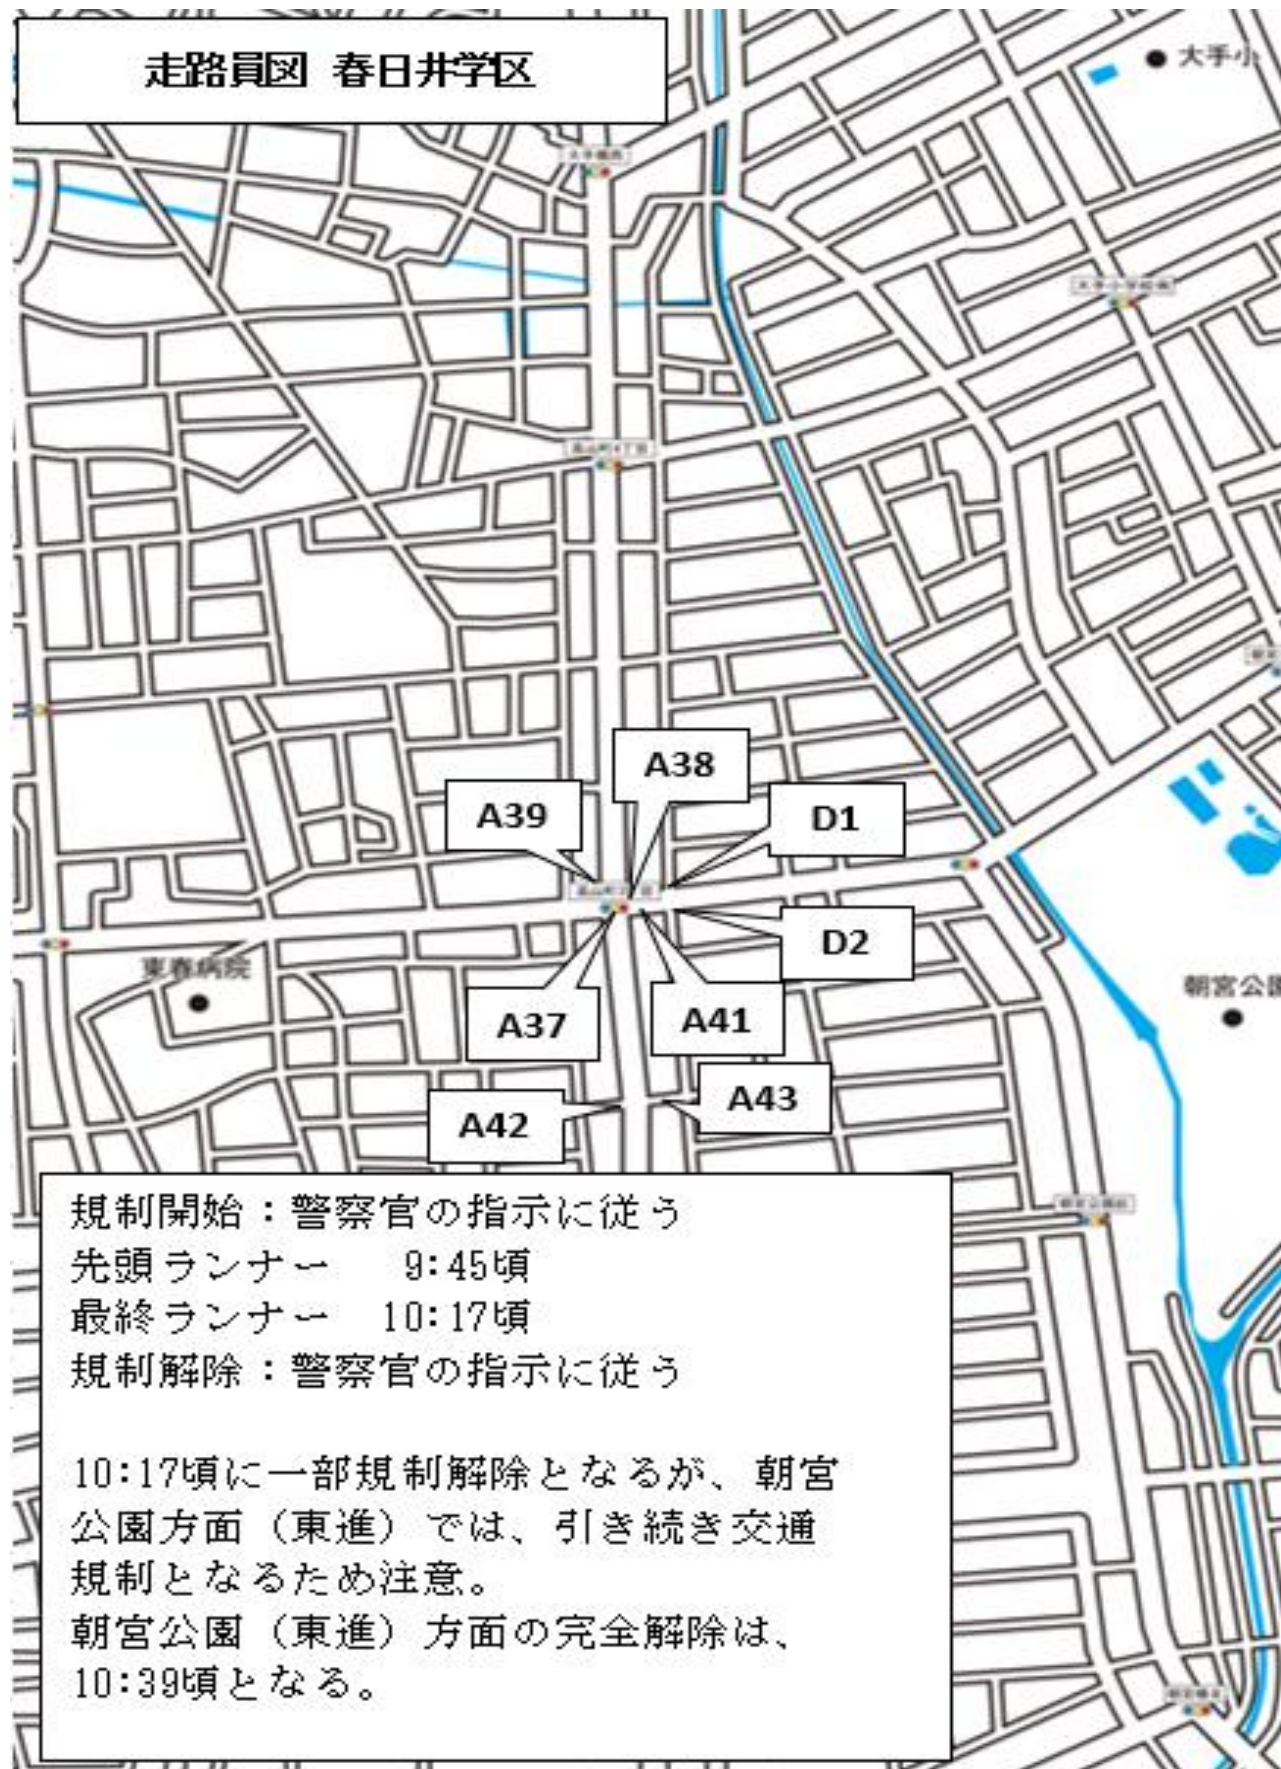 走路員図 春日井学区
大手小
A38
A39
D1
D2
東春病院
朝宮公園
A37
A41
A43
A42
規制開始：警察官の指示に従う
先頭ランナー 9:45頃
最終ランナー 10:17頃
規制解除：警察官の指示に従う
10:17頃に一部規制解除となるが、朝宮
公園方面（東進）では、引き続き交通
規制となるため注意。
朝宮公園（東進）方面の完全解除は、
10:39頃となる。